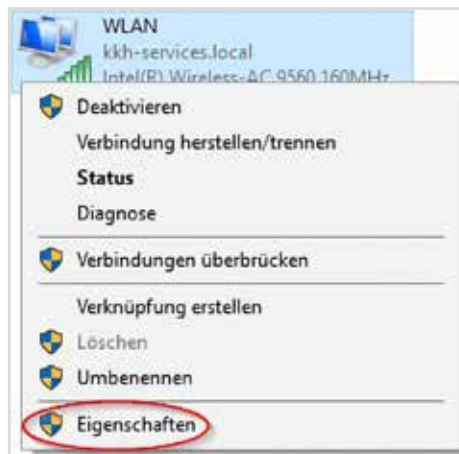 WLAN
kkh-services.local
Intel(R) Wireless-AC 9560 160MHz
Deaktivieren
Verbindung herstellen/trennen
Status
Diagnose
Verbindungen überbrücken
Verknüpfung erstellen
Löschen
Umbenennen
Eigenschaften